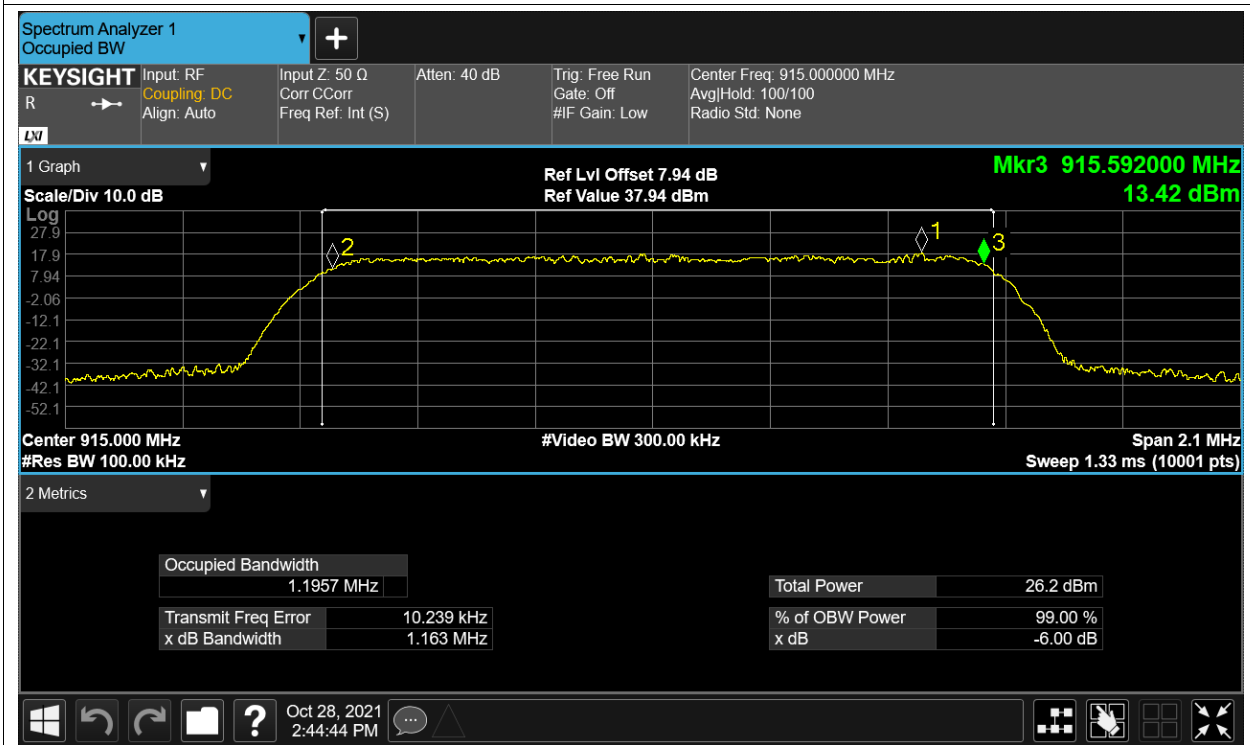 Spectrum Analyzer 1
Occupied BW
KEYSIGHT
R
LXI
Input: RF
Coupling: DC
Align: Auto
Input Z: 50 Ω
Corr CCorr
Freq Ref: Int (S)
Atten: 40 dB
Trig: Free Run
Gate: Off
#IF Gain: Low
Center Freq: 915.000000 MHz
Avg|Hold: 100/100
Radio Std: None
1 Graph
Scale/Div 10.0 dB
Ref Lvl Offset 7.94 dB
Ref Value 37.94 dBm
Mkr3 915.592000 MHz
13.42 dBm
Log
27.9
17.9
7.94
-2.06
-12.1
-22.1
-32.1
-42.1
-52.1
2
1
3
Center 915.000 MHz
#Video BW 300.00 kHz
Span 2.1 MHz
#Res BW 100.00 kHz
Sweep 1.33 ms (10001 pts)
2 Metrics
Occupied Bandwidth
1.1957 MHz
Total Power 26.2 dBm
Transmit Freq Error 10.239 kHz
% of OBW Power 99.00 %
x dB Bandwidth 1.163 MHz
x dB -6.00 dB
?
Oct 28, 2021
2:44:44 PM